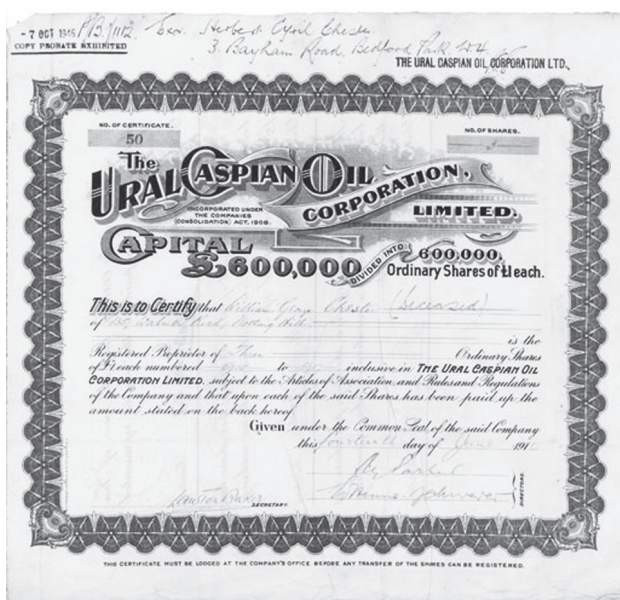 - 7 OCT 1946
COPY PROBATE EXHIBITED
Herbert Cyril Chester
3. Bayham Road, Bedford Park. W.4.
THE URAL CASPIAN OIL CORPORATION LTD.,
NO. OF CERTIFICATE.
50
NO. OF SHARES.
The
URAL CASPIAN OIL
CORPORATION,
LIMITED.
INCORPORATED UNDER
THE COMPANIES
(CONSOLIDATION) ACT, 1908.
CAPITAL
£600,000
DIVIDED INTO
600,000.
Ordinary Shares of £1 each.
This is to Certify that William George Chester (Deceased)
of
is the
Registered Proprietor of Ordinary Shares
of £1 each numbered to inclusive in THE URAL CASPIAN OIL
CORPORATION LIMITED, subject to the Articles of Association and Rules and Regulations
of the Company and that upon each of the said Shares has been paid up the
amount stated on the back hereof
Given under the Common Seal of the said Company
this fourteenth day of June 191
DIRECTORS.
SECRETARY.
THIS CERTIFICATE MUST BE LODGED AT THE COMPANY'S OFFICE BEFORE ANY TRANSFER OF THE SHARES CAN BE REGISTERED.